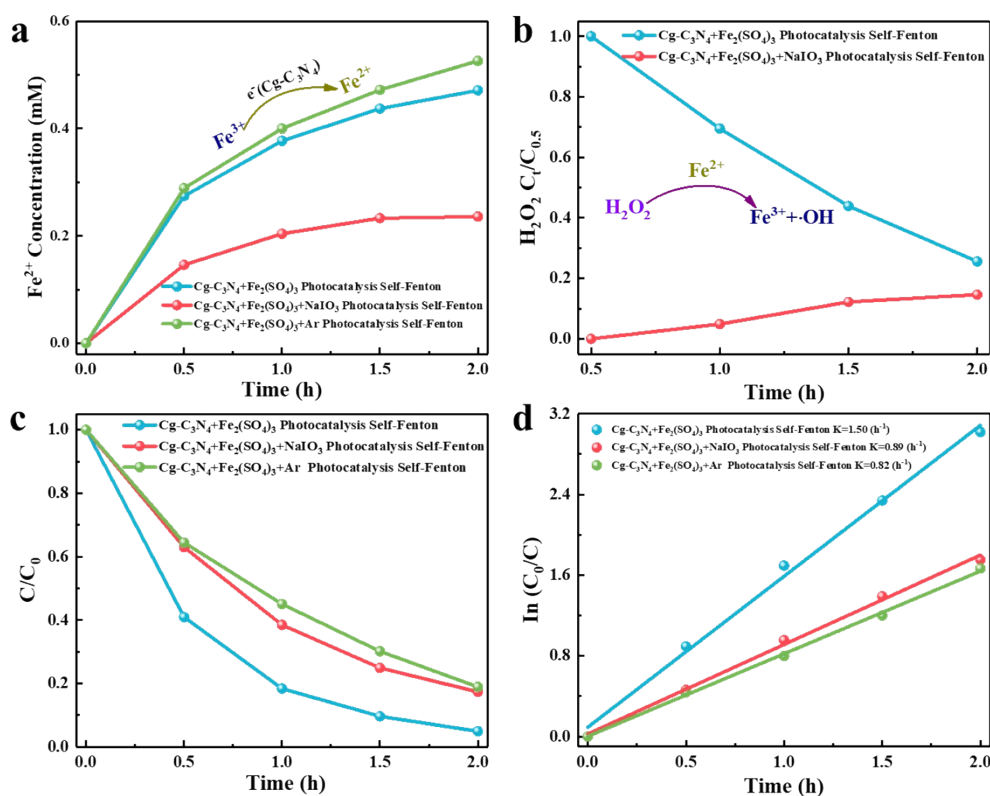 a
Fe²⁺ Concentration (mM)
0.6
0.4
0.2
0.0
e⁻(Cg-C₃N₄)
Fe³⁺
Fe²⁺
Cg-C₃N₄+Fe₂(SO₄)₃ Photocatalysis Self-Fenton
Cg-C₃N₄+Fe₂(SO₄)₃+NaIO₃ Photocatalysis Self-Fenton
Cg-C₃N₄+Fe₂(SO₄)₃+Ar Photocatalysis Self-Fenton
0.0 0.5 1.0 1.5 2.0
Time (h)
b
H₂O₂ Cₜ/C₀.₅
1.0
0.8
0.6
0.4
0.2
0.0
Cg-C₃N₄+Fe₂(SO₄)₃ Photocatalysis Self-Fenton
Cg-C₃N₄+Fe₂(SO₄)₃+NaIO₃ Photocatalysis Self-Fenton
Fe²⁺
H₂O₂
Fe³⁺+·OH
0.5 1.0 1.5 2.0
Time (h)
c
C/C₀
1.0
0.8
0.6
0.4
0.2
0.0
Cg-C₃N₄+Fe₂(SO₄)₃ Photocatalysis Self-Fenton
Cg-C₃N₄+Fe₂(SO₄)₃+NaIO₃ Photocatalysis Self-Fenton
Cg-C₃N₄+Fe₂(SO₄)₃+Ar Photocatalysis Self-Fenton
0.0 0.5 1.0 1.5 2.0
Time (h)
d
In (C₀/C)
3.2
2.4
1.6
0.8
0.0
Cg-C₃N₄+Fe₂(SO₄)₃ Photocatalysis Self-Fenton K=1.50 (h⁻¹)
Cg-C₃N₄+Fe₂(SO₄)₃+NaIO₃ Photocatalysis Self-Fenton K=0.89 (h⁻¹)
Cg-C₃N₄+Fe₂(SO₄)₃+Ar Photocatalysis Self-Fenton K=0.82 (h⁻¹)
0.0 0.5 1.0 1.5 2.0
Time (h)